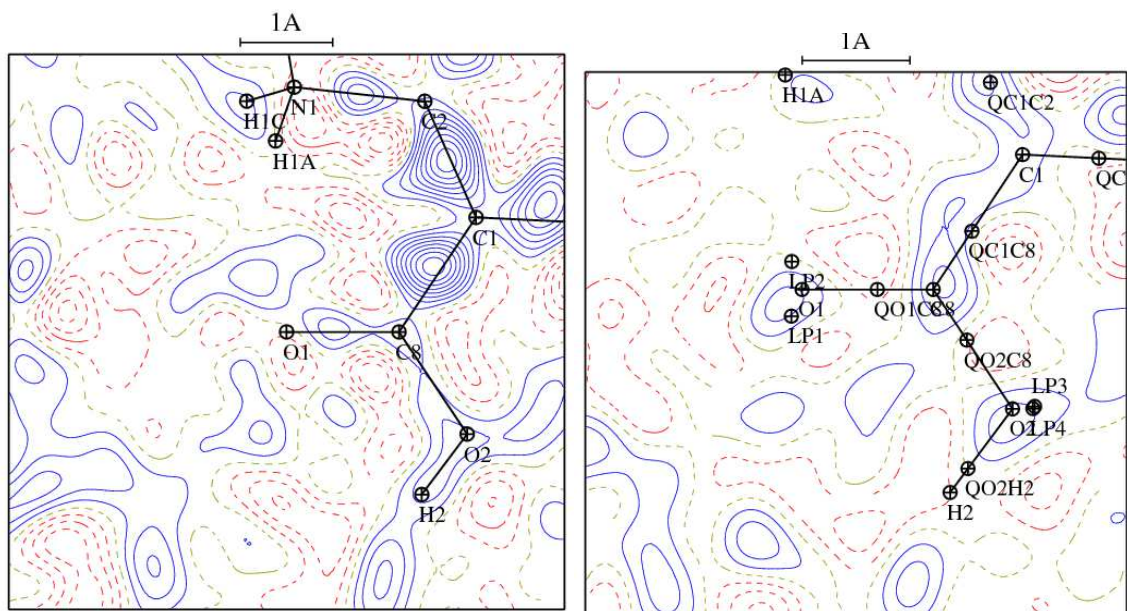 1A
N1
H1C
C2
H1A
C1
O1
C8
O2
H2
1A
H1A
QC1C2
C1
QC
QC1C8
LP2
O1
QO1C8
C8
LP1
QO2C8
LP3
LP4
QO2H2
H2